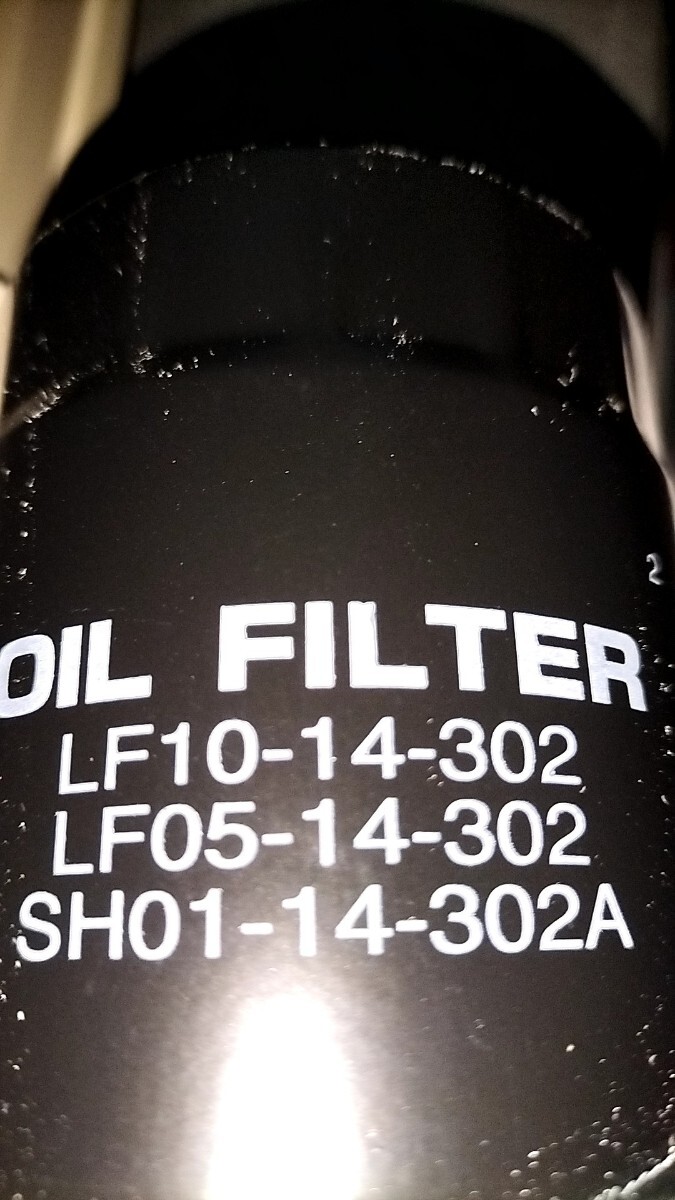 OIL FILTER
LF10-14-302
LF05-14-302
SH01-14-302A